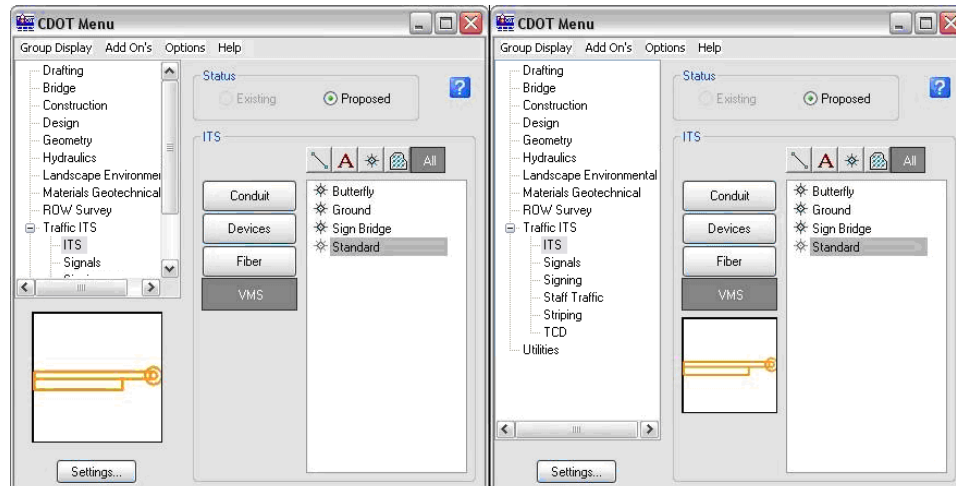 CDOT Menu
Group Display Add On's Options Help
Drafting
Bridge
Construction
Design
Geometry
Hydraulics
Landscape Environmer
Materials Geotechnical
ROW Survey
Traffic ITS
ITS
Signals
Status
Existing
Proposed
ITS
A
All
Conduit
Devices
Fiber
VMS
Butterfly
Ground
Sign Bridge
Standard
Settings...
CDOT Menu
Group Display Add On's Options Help
Drafting
Bridge
Construction
Design
Geometry
Hydraulics
Landscape Environmental
Materials Geotechnical
ROW Survey
Traffic ITS
ITS
Signals
Signing
Staff Traffic
Striping
TCD
Utilities
Status
Existing
Proposed
ITS
A
All
Conduit
Devices
Fiber
VMS
Butterfly
Ground
Sign Bridge
Standard
Settings...